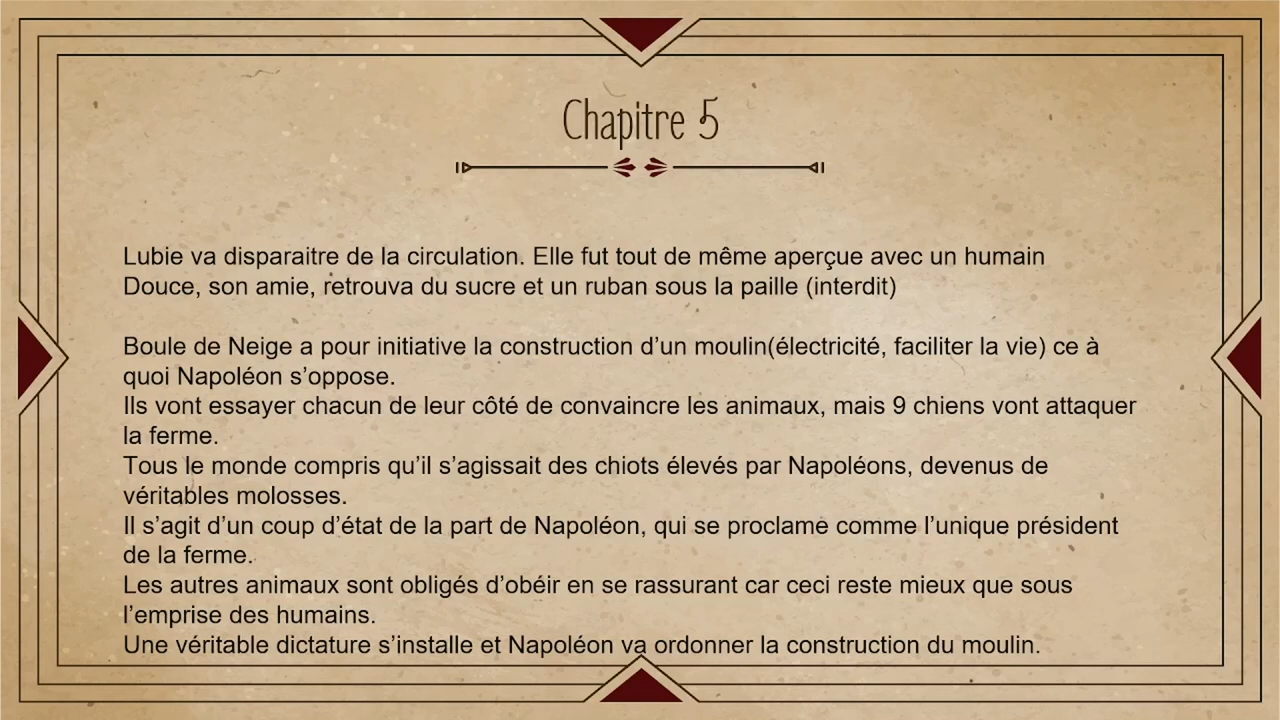 Chapitre 5
Lubie va disparaitre de la circulation. Elle fut tout de même aperçue avec un humain
Douce, son amie, retrouva du sucre et un ruban sous la paille (interdit)
Boule de Neige a pour initiative la construction d’un moulin(électricité, faciliter la vie) ce à
quoi Napoléon s’oppose.
Ils vont essayer chacun de leur côté de convaincre les animaux, mais 9 chiens vont attaquer
la ferme.
Tous le monde compris qu’il s’agissait des chiots élevés par Napoléons, devenus de
véritables molosses.
Il s’agit d’un coup d’état de la part de Napoléon, qui se proclame comme l’unique président
de la ferme.
Les autres animaux sont obligés d’obéir en se rassurant car ceci reste mieux que sous
l’emprise des humains.
Une véritable dictature s’installe et Napoléon va ordonner la construction du moulin.